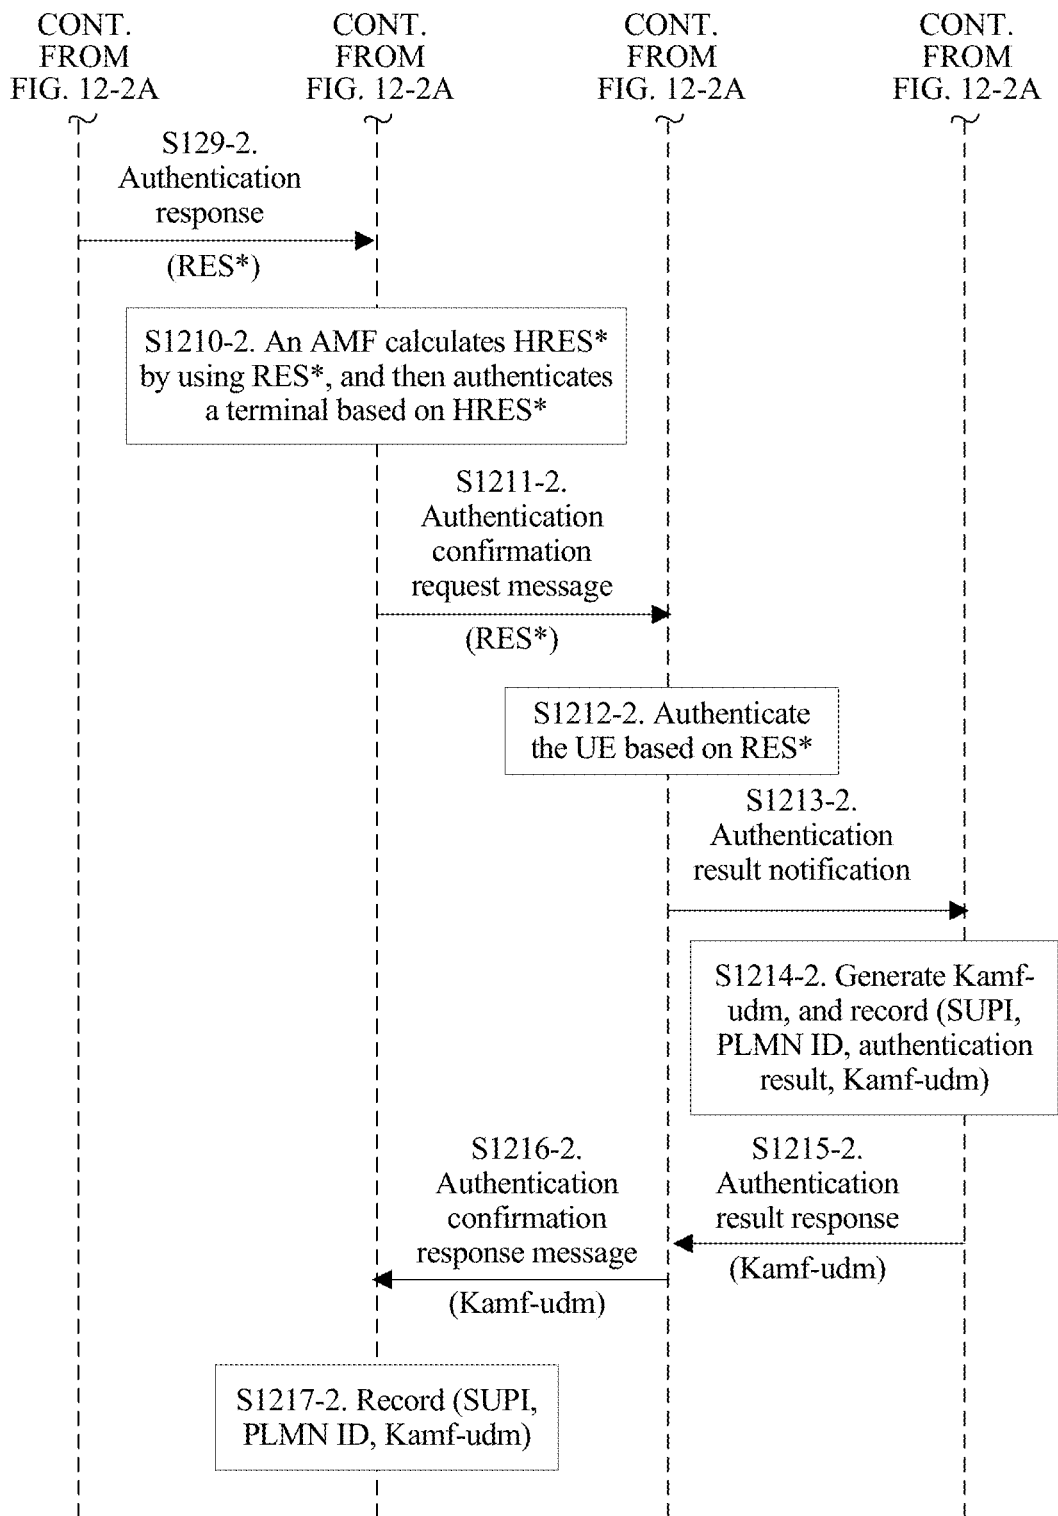 CONT.
FROM
FIG. 12-2A
CONT.
FROM
FIG. 12-2A
CONT.
FROM
FIG. 12-2A
CONT.
FROM
FIG. 12-2A
S129-2.
Authentication
response
(RES*)
S1210-2. An AMF calculates HRES*
by using RES*, and then authenticates
a terminal based on HRES*
S1211-2.
Authentication
confirmation
request message
(RES*)
S1212-2. Authenticate
the UE based on RES*
S1213-2.
Authentication
result notification
S1214-2. Generate Kamf-
udm, and record (SUPI,
PLMN ID, authentication
result, Kamf-udm)
S1215-2.
Authentication
result response
(Kamf-udm)
S1216-2.
Authentication
confirmation
response message
(Kamf-udm)
S1217-2. Record (SUPI,
PLMN ID, Kamf-udm)